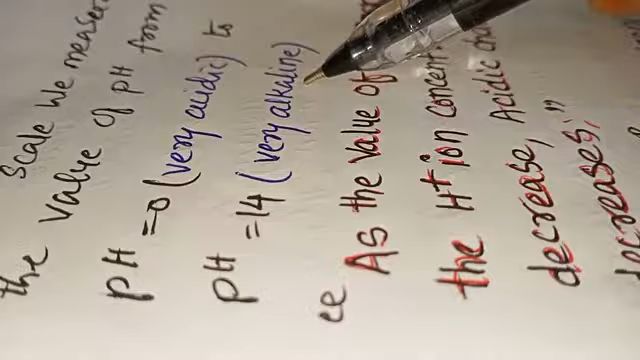 Scale We measure
the value of pH from
pH = 0 (very acidic) to
pH = 14 (very alkaline)
" As the value of
the H+ ion concent
decrease, Acidic cha
decreases,"